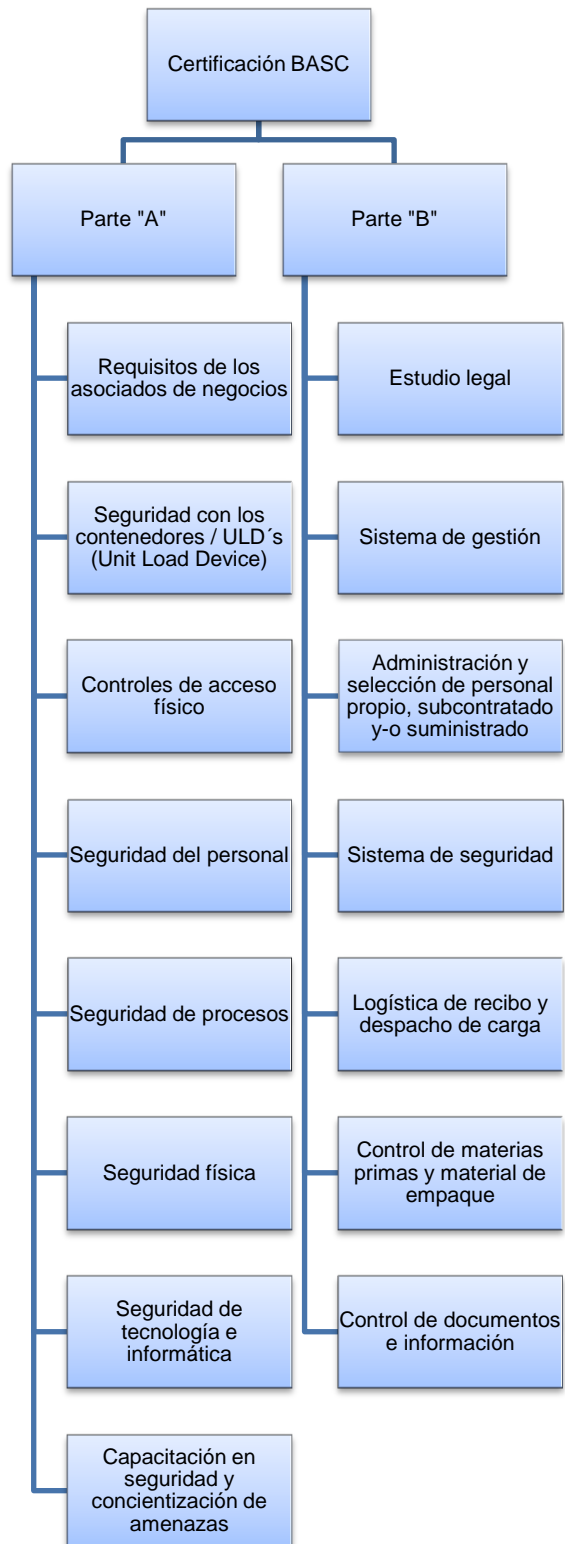 Certificación BASC
Parte "A"
Parte "B"
Requisitos de los
asociados de negocios
Seguridad con los
contenedores / ULD´s
(Unit Load Device)
Controles de acceso
físico
Seguridad del personal
Seguridad de procesos
Seguridad física
Seguridad de
tecnología e
informática
Capacitación en
seguridad y
concientización de
amenazas
Estudio legal
Sistema de gestión
Administración y
selección de personal
propio, subcontratado
y-o suministrado
Sistema de seguridad
Logística de recibo y
despacho de carga
Control de materias
primas y material de
empaque
Control de documentos
e información